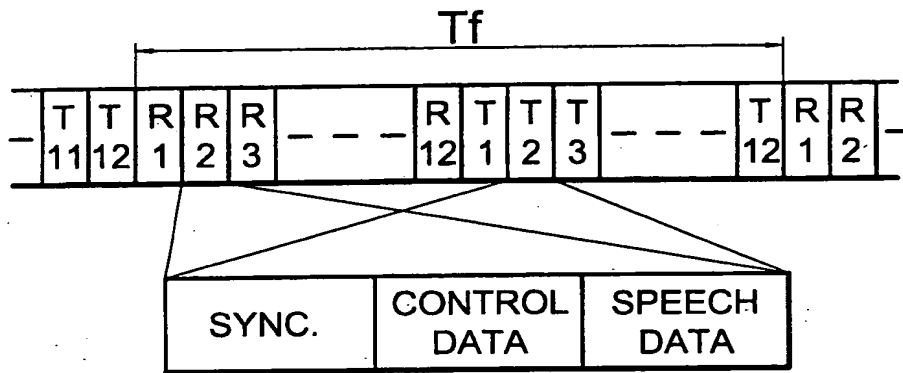 Tf
T T R R R R T T T T R R
11 12 1 2 3 – – – – 12 1 2 3 – – – – 12 1 2
SYNC. CONTROL SPEECH
DATA DATA